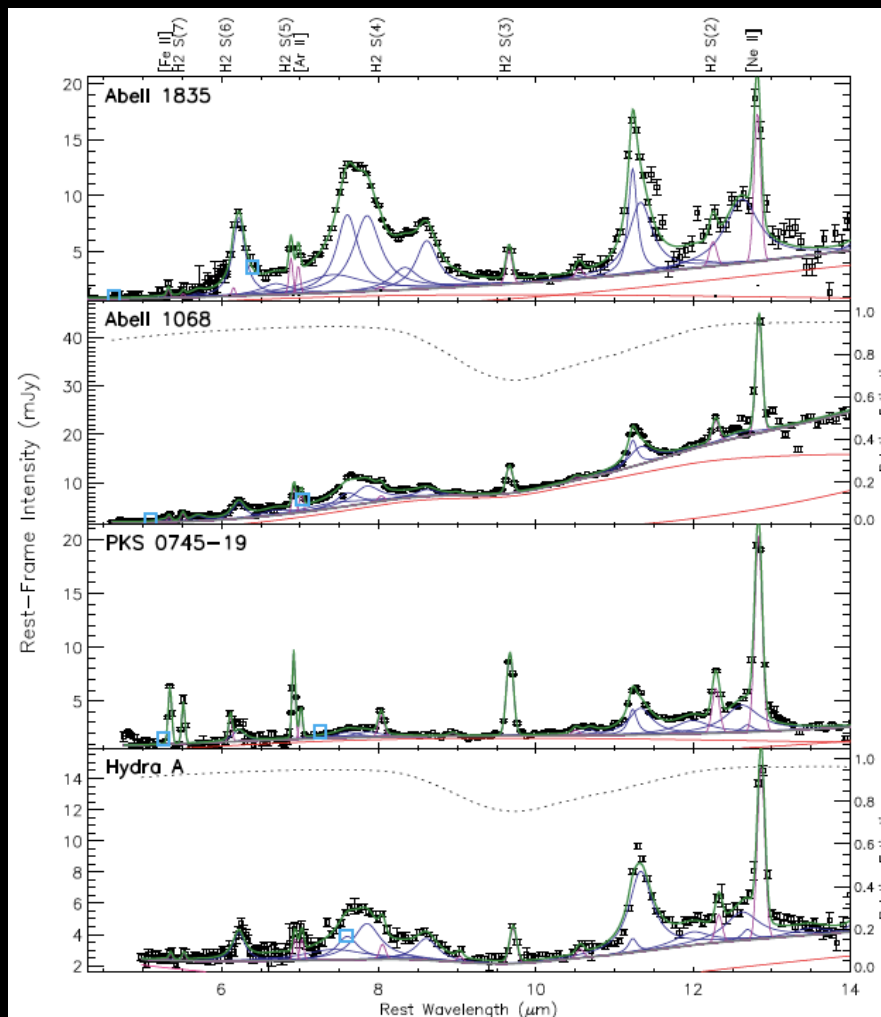 [Fe II]
H2 S(7)
H2 S(6)
H2 S(5)
[Ar II]
H2 S(4)
H2 S(3)
H2 S(2)
[Ne II]
Abell 1835
20
15
10
5
Abell 1068
40
30
20
10
1.0
0.8
0.6
0.4
0.2
0.0
Rest-Frame Intensity (mJy)
PKS 0745-19
20
15
10
5
Hydra A
14
12
10
8
6
4
2
1.0
0.8
0.6
0.4
0.2
0.0
6
8
10
12
14
Rest Wavelength (μm)